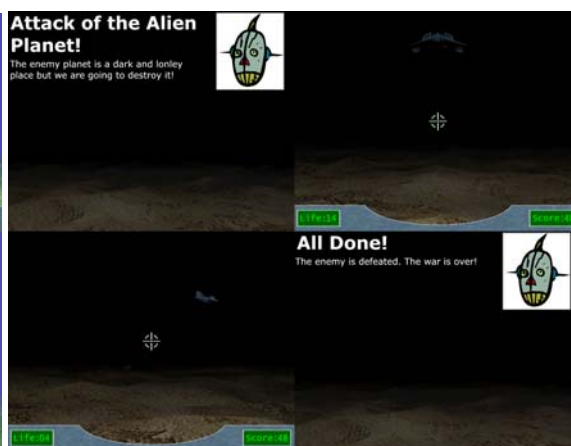 Attack of the Alien
Planet!
The enemy planet is a dark and lonley
place but we are going to destroy it!
Life:14
All Done!
The enemy is defeated. The war is over!
Life:04
Score:48